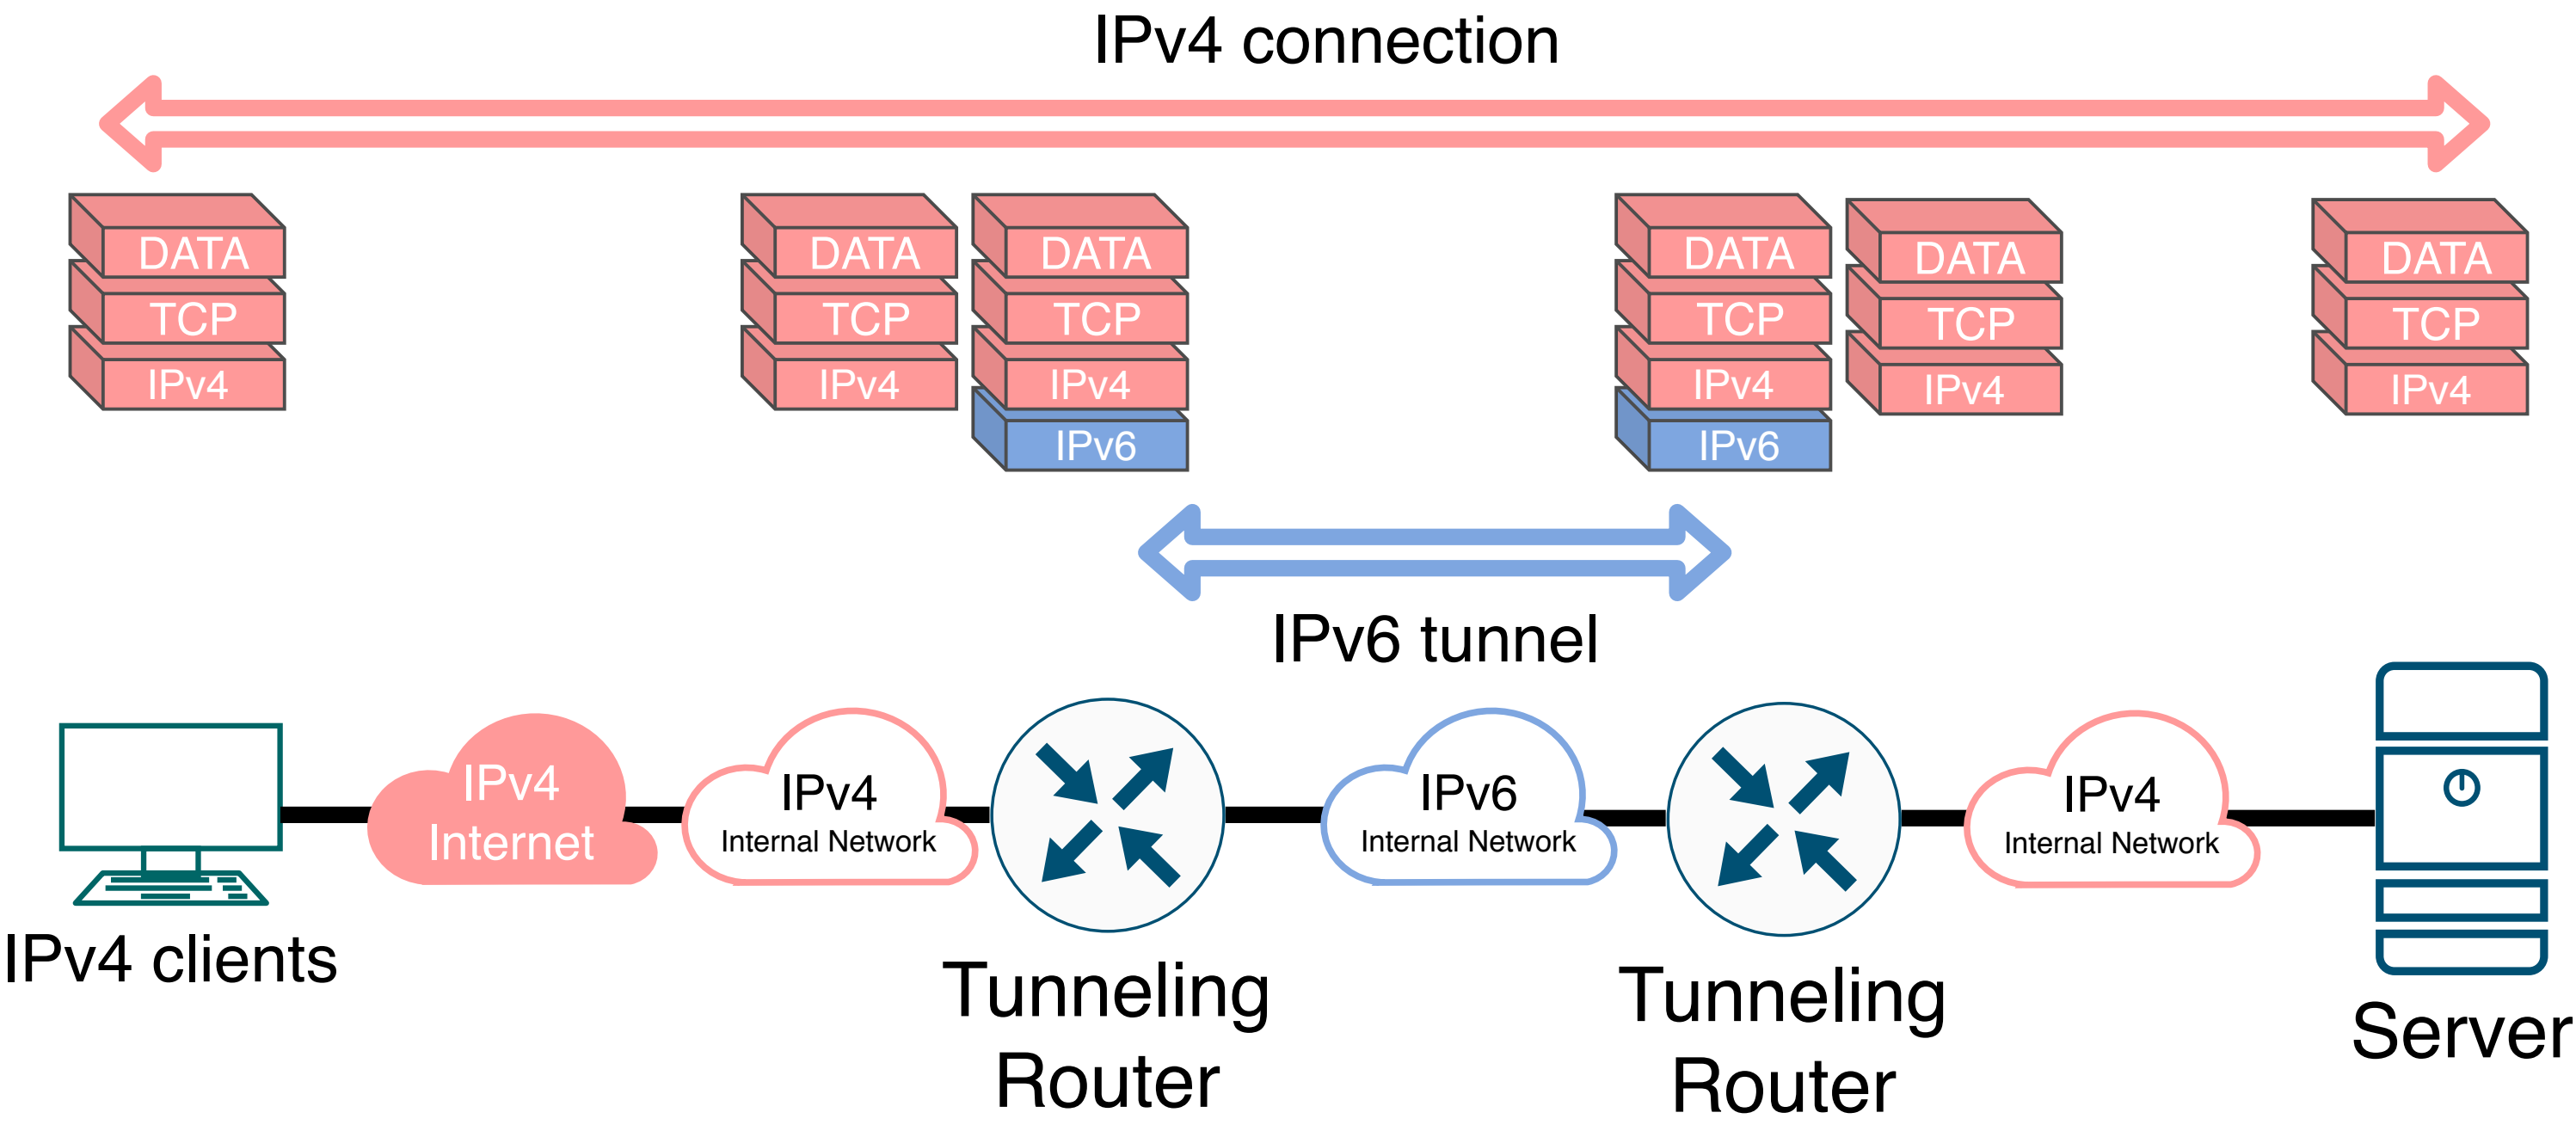 IPv4 connection
DATA
TCP
IPv4
DATA
TCP
IPv4
DATA
TCP
IPv4
IPv6
DATA
TCP
IPv4
IPv6
DATA
TCP
IPv4
DATA
TCP
IPv4
IPv6 tunnel
IPv4 clients
IPv4
Internet
IPv4
Internal Network
Tunneling
Router
IPv6
Internal Network
Tunneling
Router
IPv4
Internal Network
Server